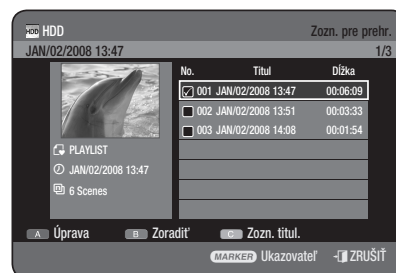 HDD HDD Zozn. pre prehr.
JAN/02/2008 13:47 1/3
No. Titul Dĺžka
001 JAN/02/2008 13:47 00:06:09
002 JAN/02/2008 13:51 00:03:33
003 JAN/02/2008 14:08 00:01:54
PLAYLIST
JAN/02/2008 13:47
6 Scenes
A Úprava B Zoradiť C Zozn. titul.
MARKER Ukazovateľ ZRUŠIŤ